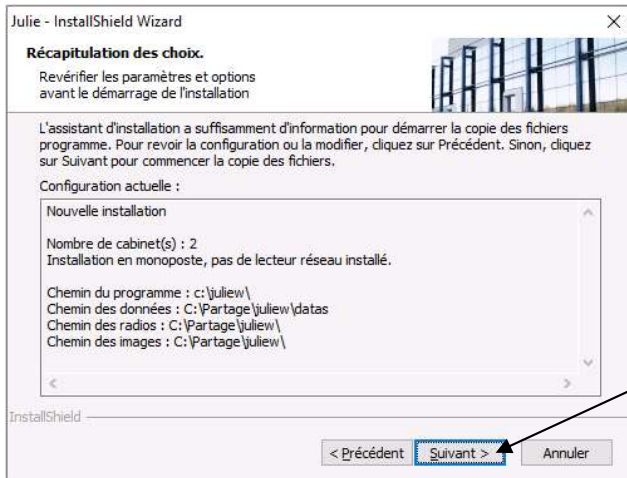 Julie - InstallShield Wizard
Récapitulation des choix.
Revérifier les paramètres et options
avant le démarrage de l'installation
L'assistant d'installation a suffisamment d'information pour démarrer la copie des fichiers
programme. Pour revoir la configuration ou la modifier, cliquez sur Précédent. Sinon, cliquez
sur Suivant pour commencer la copie des fichiers.
Configuration actuelle :
Nouvelle installation
Nombre de cabinet(s) : 2
Installation en monoposte, pas de lecteur réseau installé.
Chemin du programme : c:\juliew\
Chemin des données : C:\Partage\juliew\datas
Chemin des radios : C:\Partage\juliew\
Chemin des images : C:\Partage\juliew\
InstallShield
< Précédent Suivant > Annuler